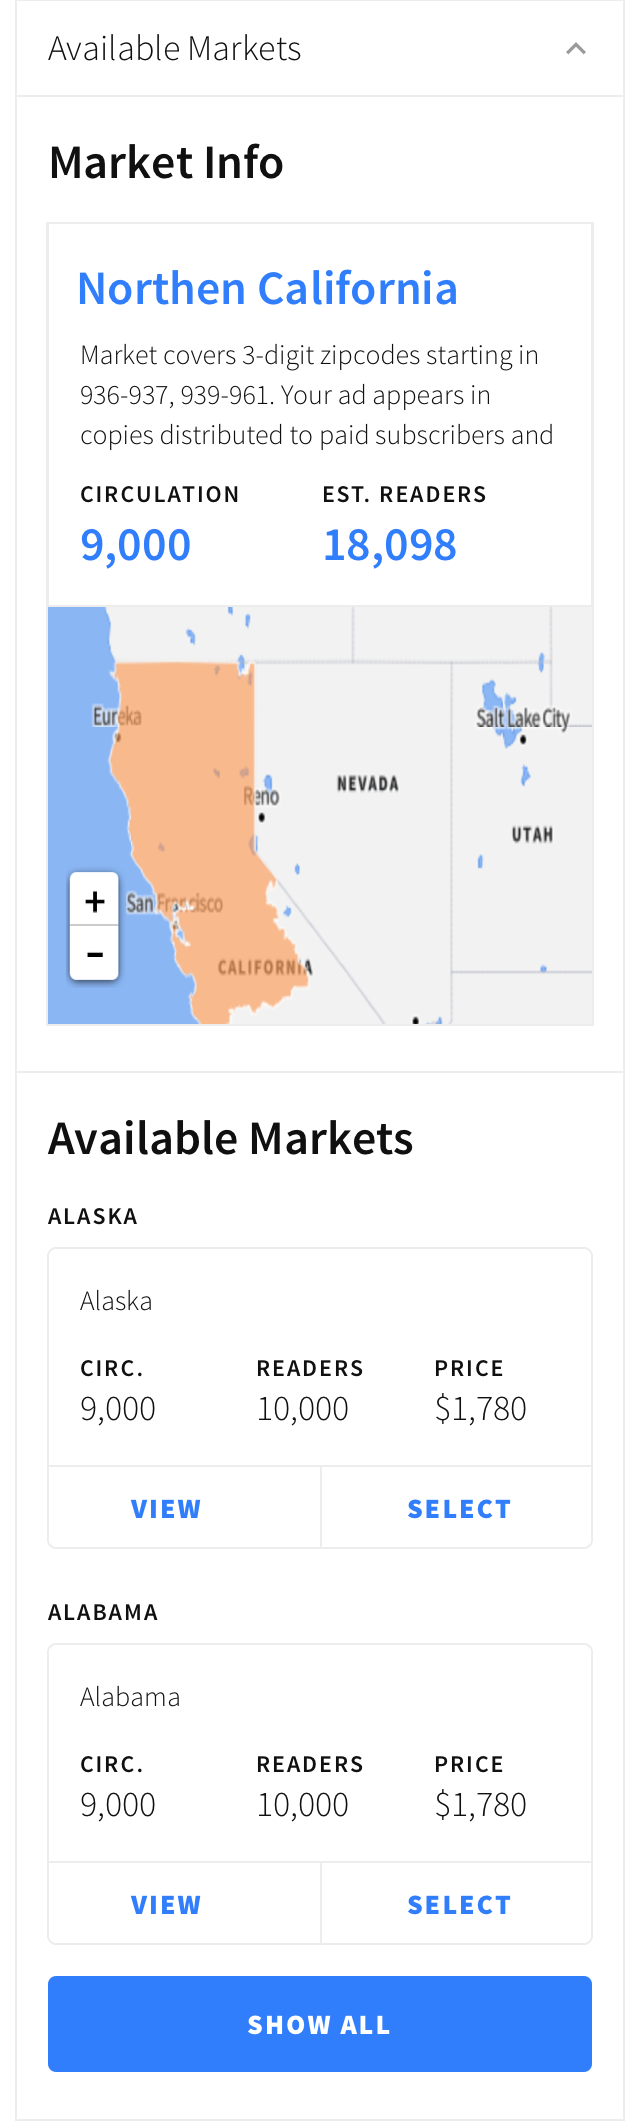 Available Markets
Market Info
Northen California
Market covers 3-digit zipcodes starting in
936-937, 939-961. Your ad appears in
copies distributed to paid subscribers and
CIRCULATION EST. READERS
9,000 18,098
Eureka
Salt Lake City
NEVADA
Reno
UTAH
+
San Francisco
-
CALIFORNIA
Available Markets
ALASKA
Alaska
CIRC. READERS PRICE
9,000 10,000 $1,780
VIEW SELECT
ALABAMA
Alabama
CIRC. READERS PRICE
9,000 10,000 $1,780
VIEW SELECT
SHOW ALL